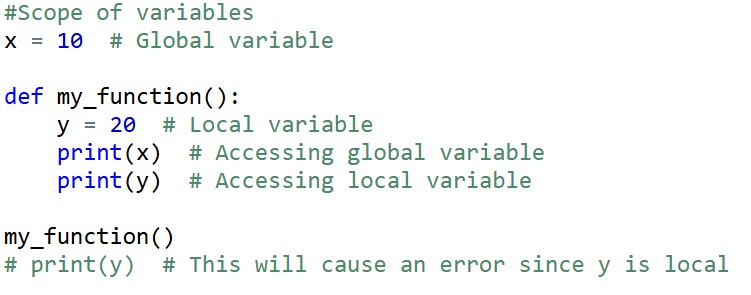 #Scope of variables
x = 10  # Global variable

def my_function():
    y = 20  # Local variable
    print(x)  # Accessing global variable
    print(y)  # Accessing local variable

my_function()
# print(y)  # This will cause an error since y is local